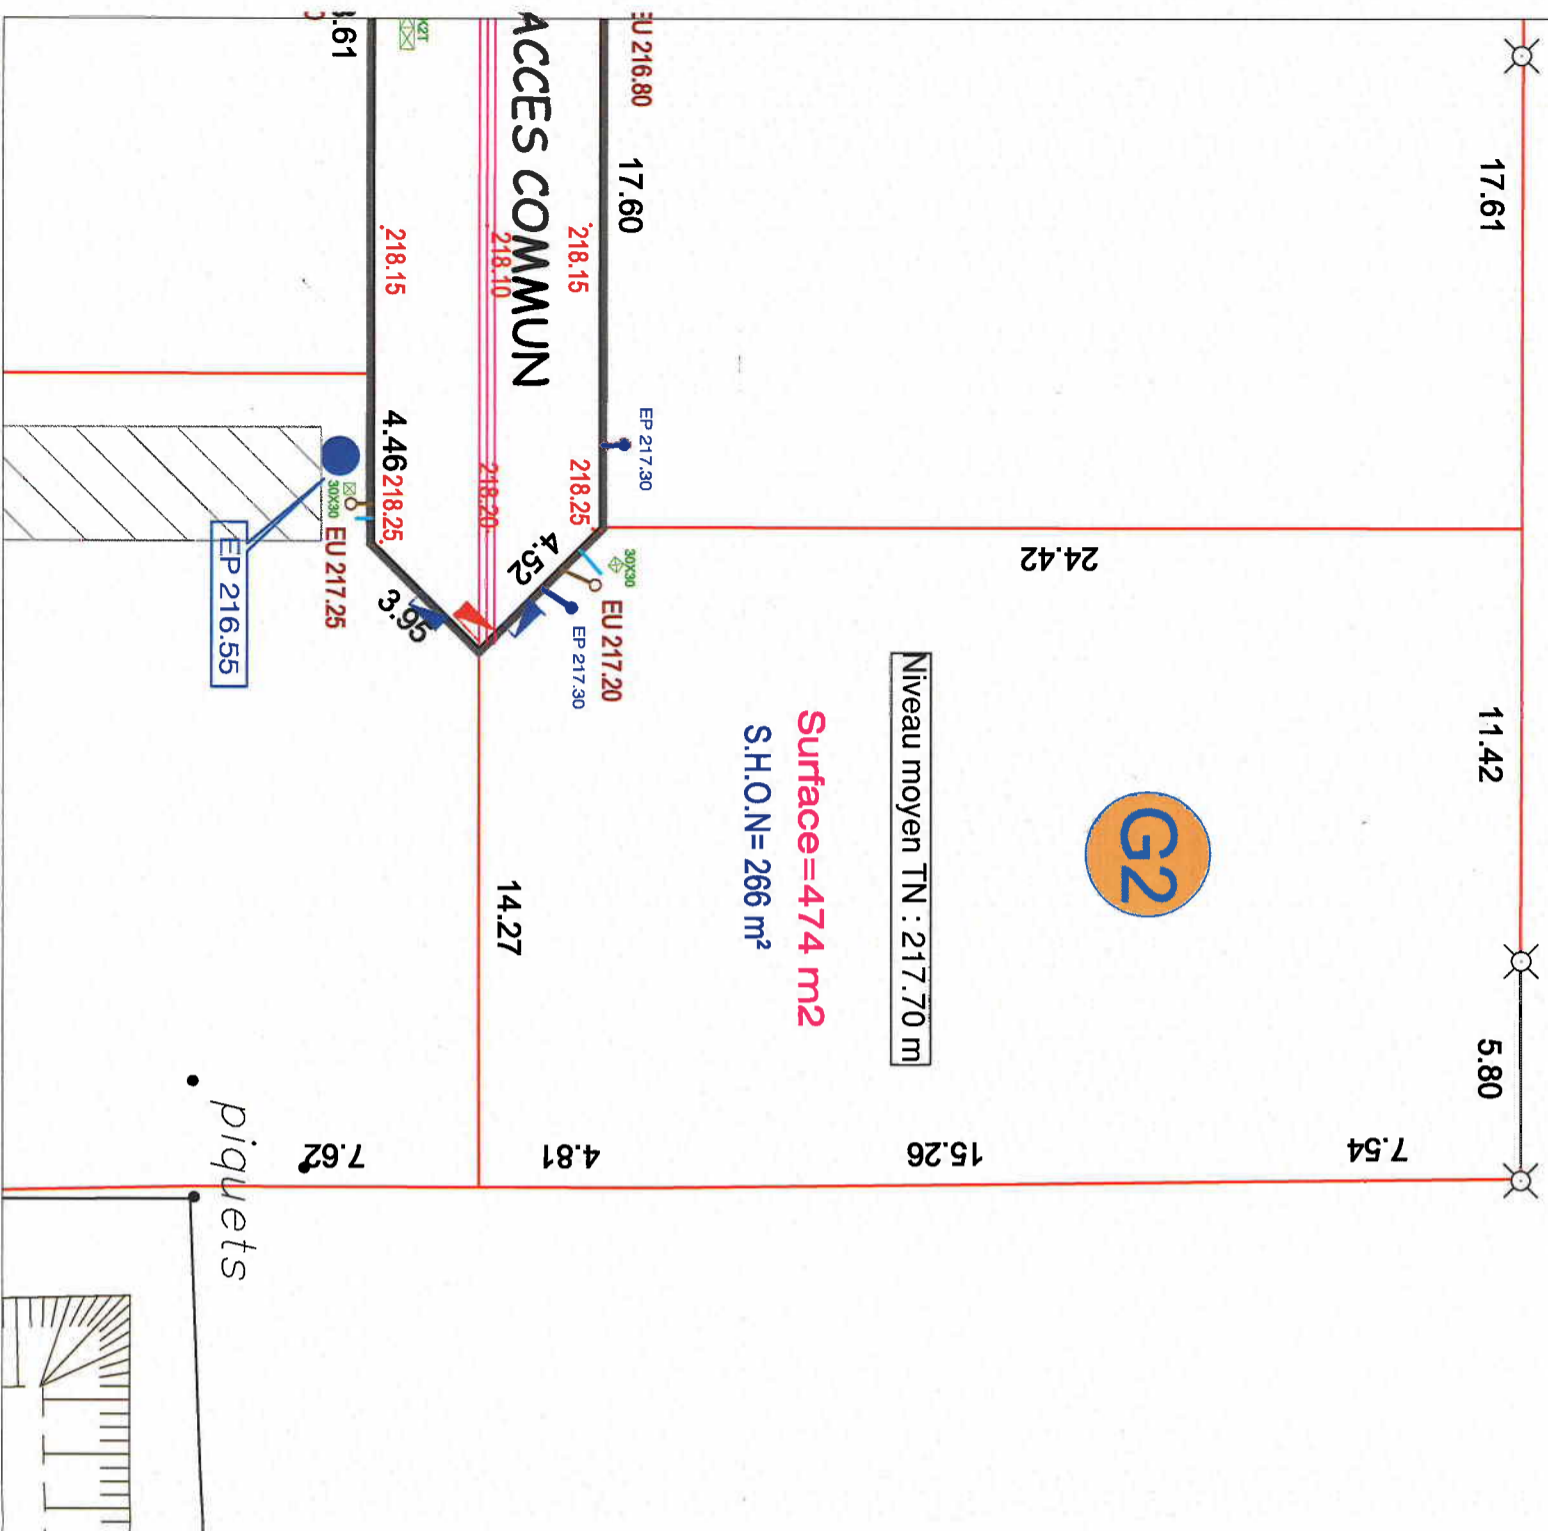 17.61
11.42
5.80
7.54
G2
24.42
15.26
Niveau moyen TN : 217.70 m
Surface=474 m2
S.H.O.N= 266 m²
EU 216.80
17.60
EP 217.30
30X30
EU 217.20
EP 217.30
4.81
218.15
218.25
4.52
ACCES COMMUN
14.27
218.10
218.20
218.15
4.46
218.25
3.95
.61
30X30
EU 217.25
7.62
EP 216.55
piquets